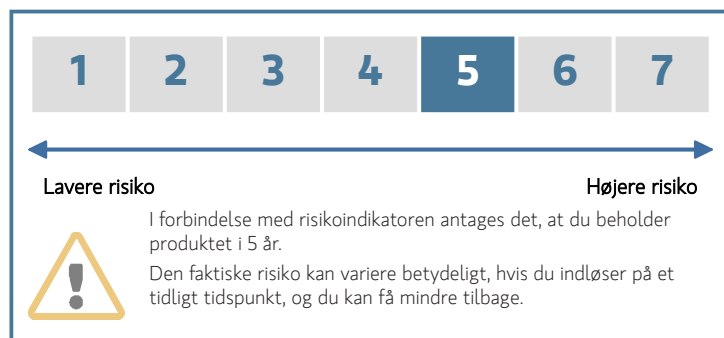 1 2 3 4 5 6 7
Lavere risiko Højere risiko
I forbindelse med risikoindikatoren antages det, at du beholder
produktet i 5 år.
Den faktiske risiko kan variere betydeligt, hvis du indløser på et
tidligt tidspunkt, og du kan få mindre tilbage.